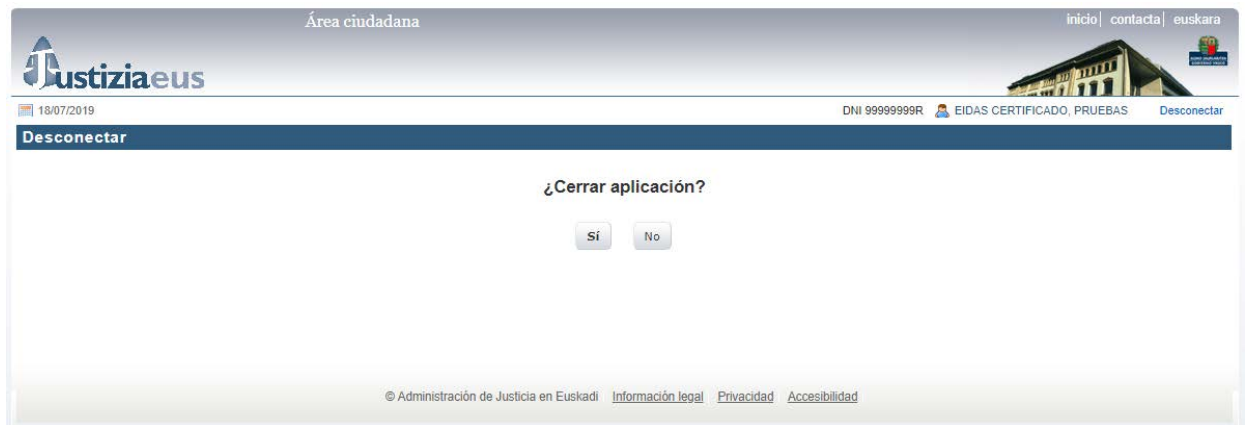 Área ciudadana
inicio| contacta| euskara
Justiziaeus
18/07/2019
DNI 99999999R EIDAS CERTIFICADO, PRUEBAS Desconectar
Desconectar
¿Cerrar aplicación?
Sí No
© Administración de Justicia en Euskadi Información legal Privacidad Accesibilidad